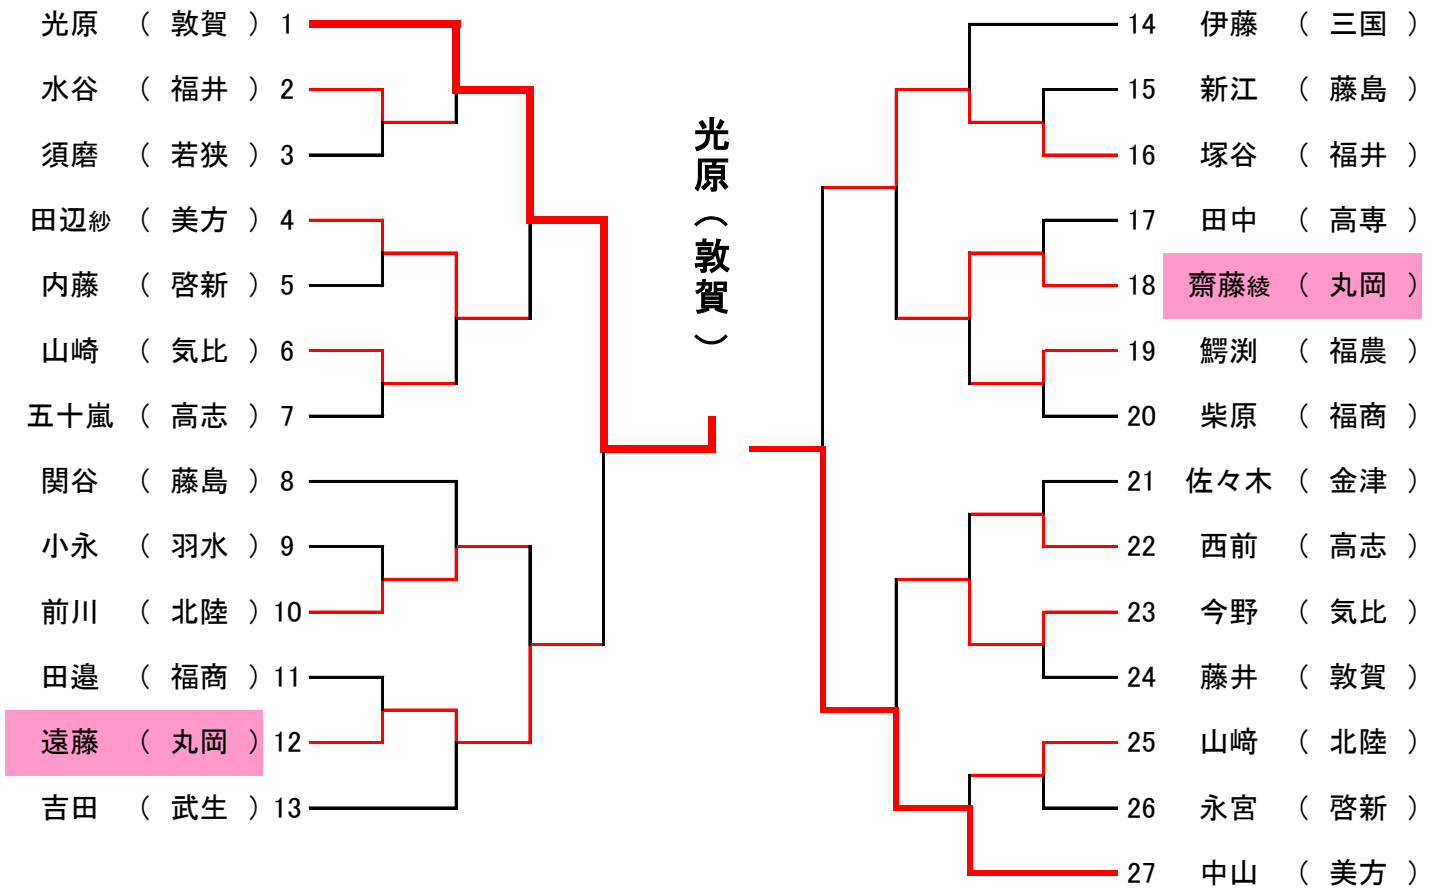 光原 ( 敦賀 ) 1
水谷 ( 福井 ) 2
須磨 ( 若狭 ) 3
田辺紗 ( 美方 ) 4
内藤 ( 啓新 ) 5
山崎 ( 気比 ) 6
五十嵐 ( 高志 ) 7
関谷 ( 藤島 ) 8
小永 ( 羽水 ) 9
前川 ( 北陸 ) 10
田邉 ( 福商 ) 11
遠藤 ( 丸岡 ) 12
吉田 ( 武生 ) 13
光原(敦賀)
14 伊藤 ( 三国 )
15 新江 ( 藤島 )
16 塚谷 ( 福井 )
17 田中 ( 高専 )
18 齋藤綾 ( 丸岡 )
19 鰐渕 ( 福農 )
20 柴原 ( 福商 )
21 佐々木 ( 金津 )
22 西前 ( 高志 )
23 今野 ( 気比 )
24 藤井 ( 敦賀 )
25 山﨑 ( 北陸 )
26 永宮 ( 啓新 )
27 中山 ( 美方 )